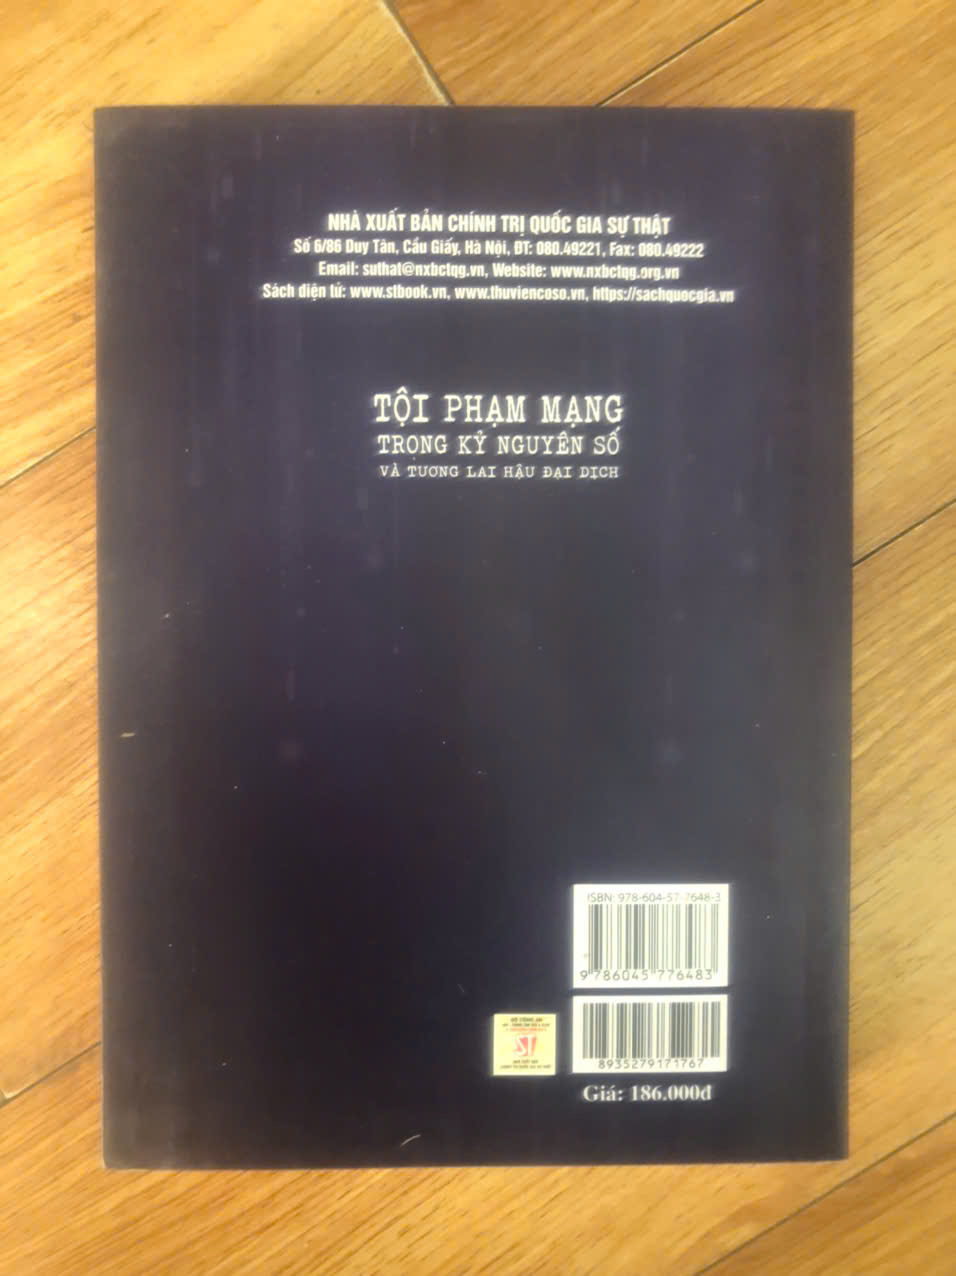 NHÀ XUẤT BẢN CHÍNH TRỊ QUỐC GIA SỰ THẬT
Số 6/86 Duy Tân, Cầu Giấy, Hà Nội, ĐT: 080.49221, Fax: 080.49222
Email: suthat@nxbctqg.vn, Website: www.nxbctqg.org.vn
Sách điện tử: www.stbook.vn, www.thuviencoso.vn, https://sachquocgia.vn
TỘI PHẠM MẠNG
TRONG KỶ NGUYÊN SỐ
VÀ TƯƠNG LAI HẬU ĐẠI DỊCH
ISBN: 978-604-57-7648-3
9 786045 776483
8935279171767
Giá: 186.000đ